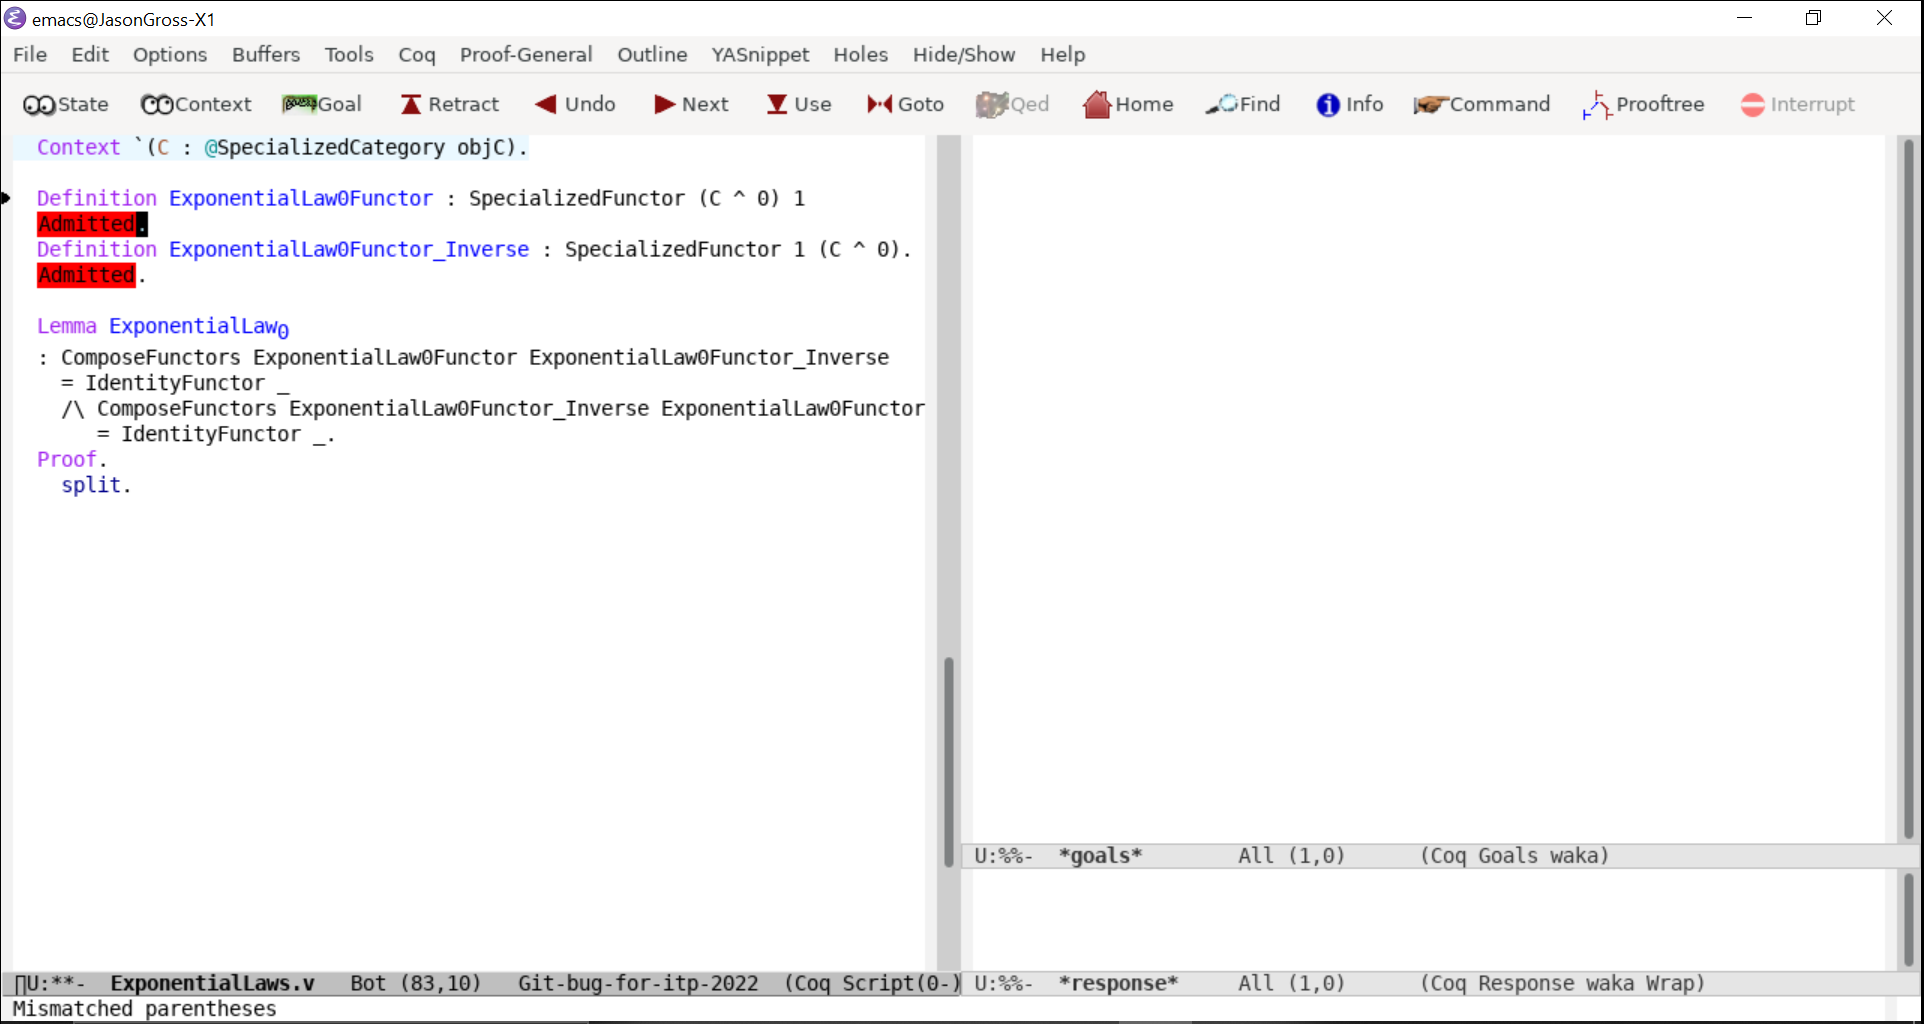 emacs@JasonGross-X1
File Edit Options Buffers Tools Coq Proof-General Outline YASnippet Holes Hide/Show Help
State Context Goal Retract Undo Next Use Goto Qed Home Find Info Command Prooftree Interrupt
Context `(C : @SpecializedCategory objC).
Definition ExponentialLaw0Functor : SpecializedFunctor (C ^ 0) 1
Admitted.
Definition ExponentialLaw0Functor_Inverse : SpecializedFunctor 1 (C ^ 0).
Admitted.
Lemma ExponentialLaw₀
: ComposeFunctors ExponentialLaw0Functor ExponentialLaw0Functor_Inverse
= IdentityFunctor _
/\ ComposeFunctors ExponentialLaw0Functor_Inverse ExponentialLaw0Functor
= IdentityFunctor _.
Proof.
split.
U:%%- *goals* All (1,0) (Coq Goals waka)
U:**- ExponentialLaws.v Bot (83,10) Git-bug-for-itp-2022 (Coq Script(0-)
U:%%- *response* All (1,0) (Coq Response waka Wrap)
Mismatched parentheses